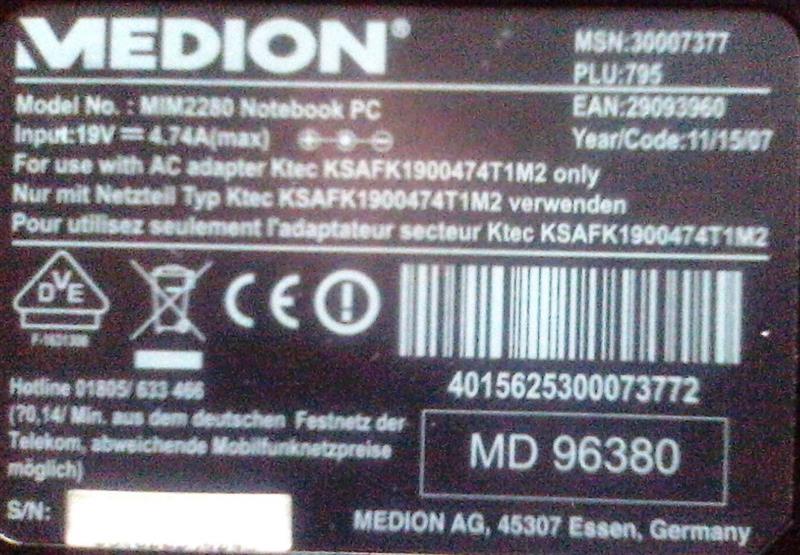 MEDION®
MSN:30007377
PLU:795
Model No. : MIM2280 Notebook PC
EAN:29093960
Input:19V 4.74A(max)
Year/Code:11/15/07
For use with AC adapter Ktec KSAFK1900474T1M2 only
Nur mit Netzteil Typ Ktec KSAFK1900474T1M2 verwenden
Pour utilisez seulement l'adaptateur secteur Ktec KSAFK1900474T1M2
DVE
CE
4015625300073772
Hotline 01805/ 633 466
(?0,14/ Min. aus dem deutschen Festnetz der
Telekom, abweichende Mobilfunknetzpreise
möglich)
MD 96380
S/N:
MEDION AG, 45307 Essen, Germany